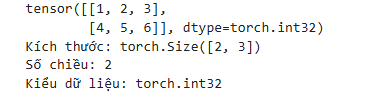 tensor([[1, 2, 3],
        [4, 5, 6]], dtype=torch.int32)
Kích thước: torch.Size([2, 3])
Số chiều: 2
Kiểu dữ liệu: torch.int32